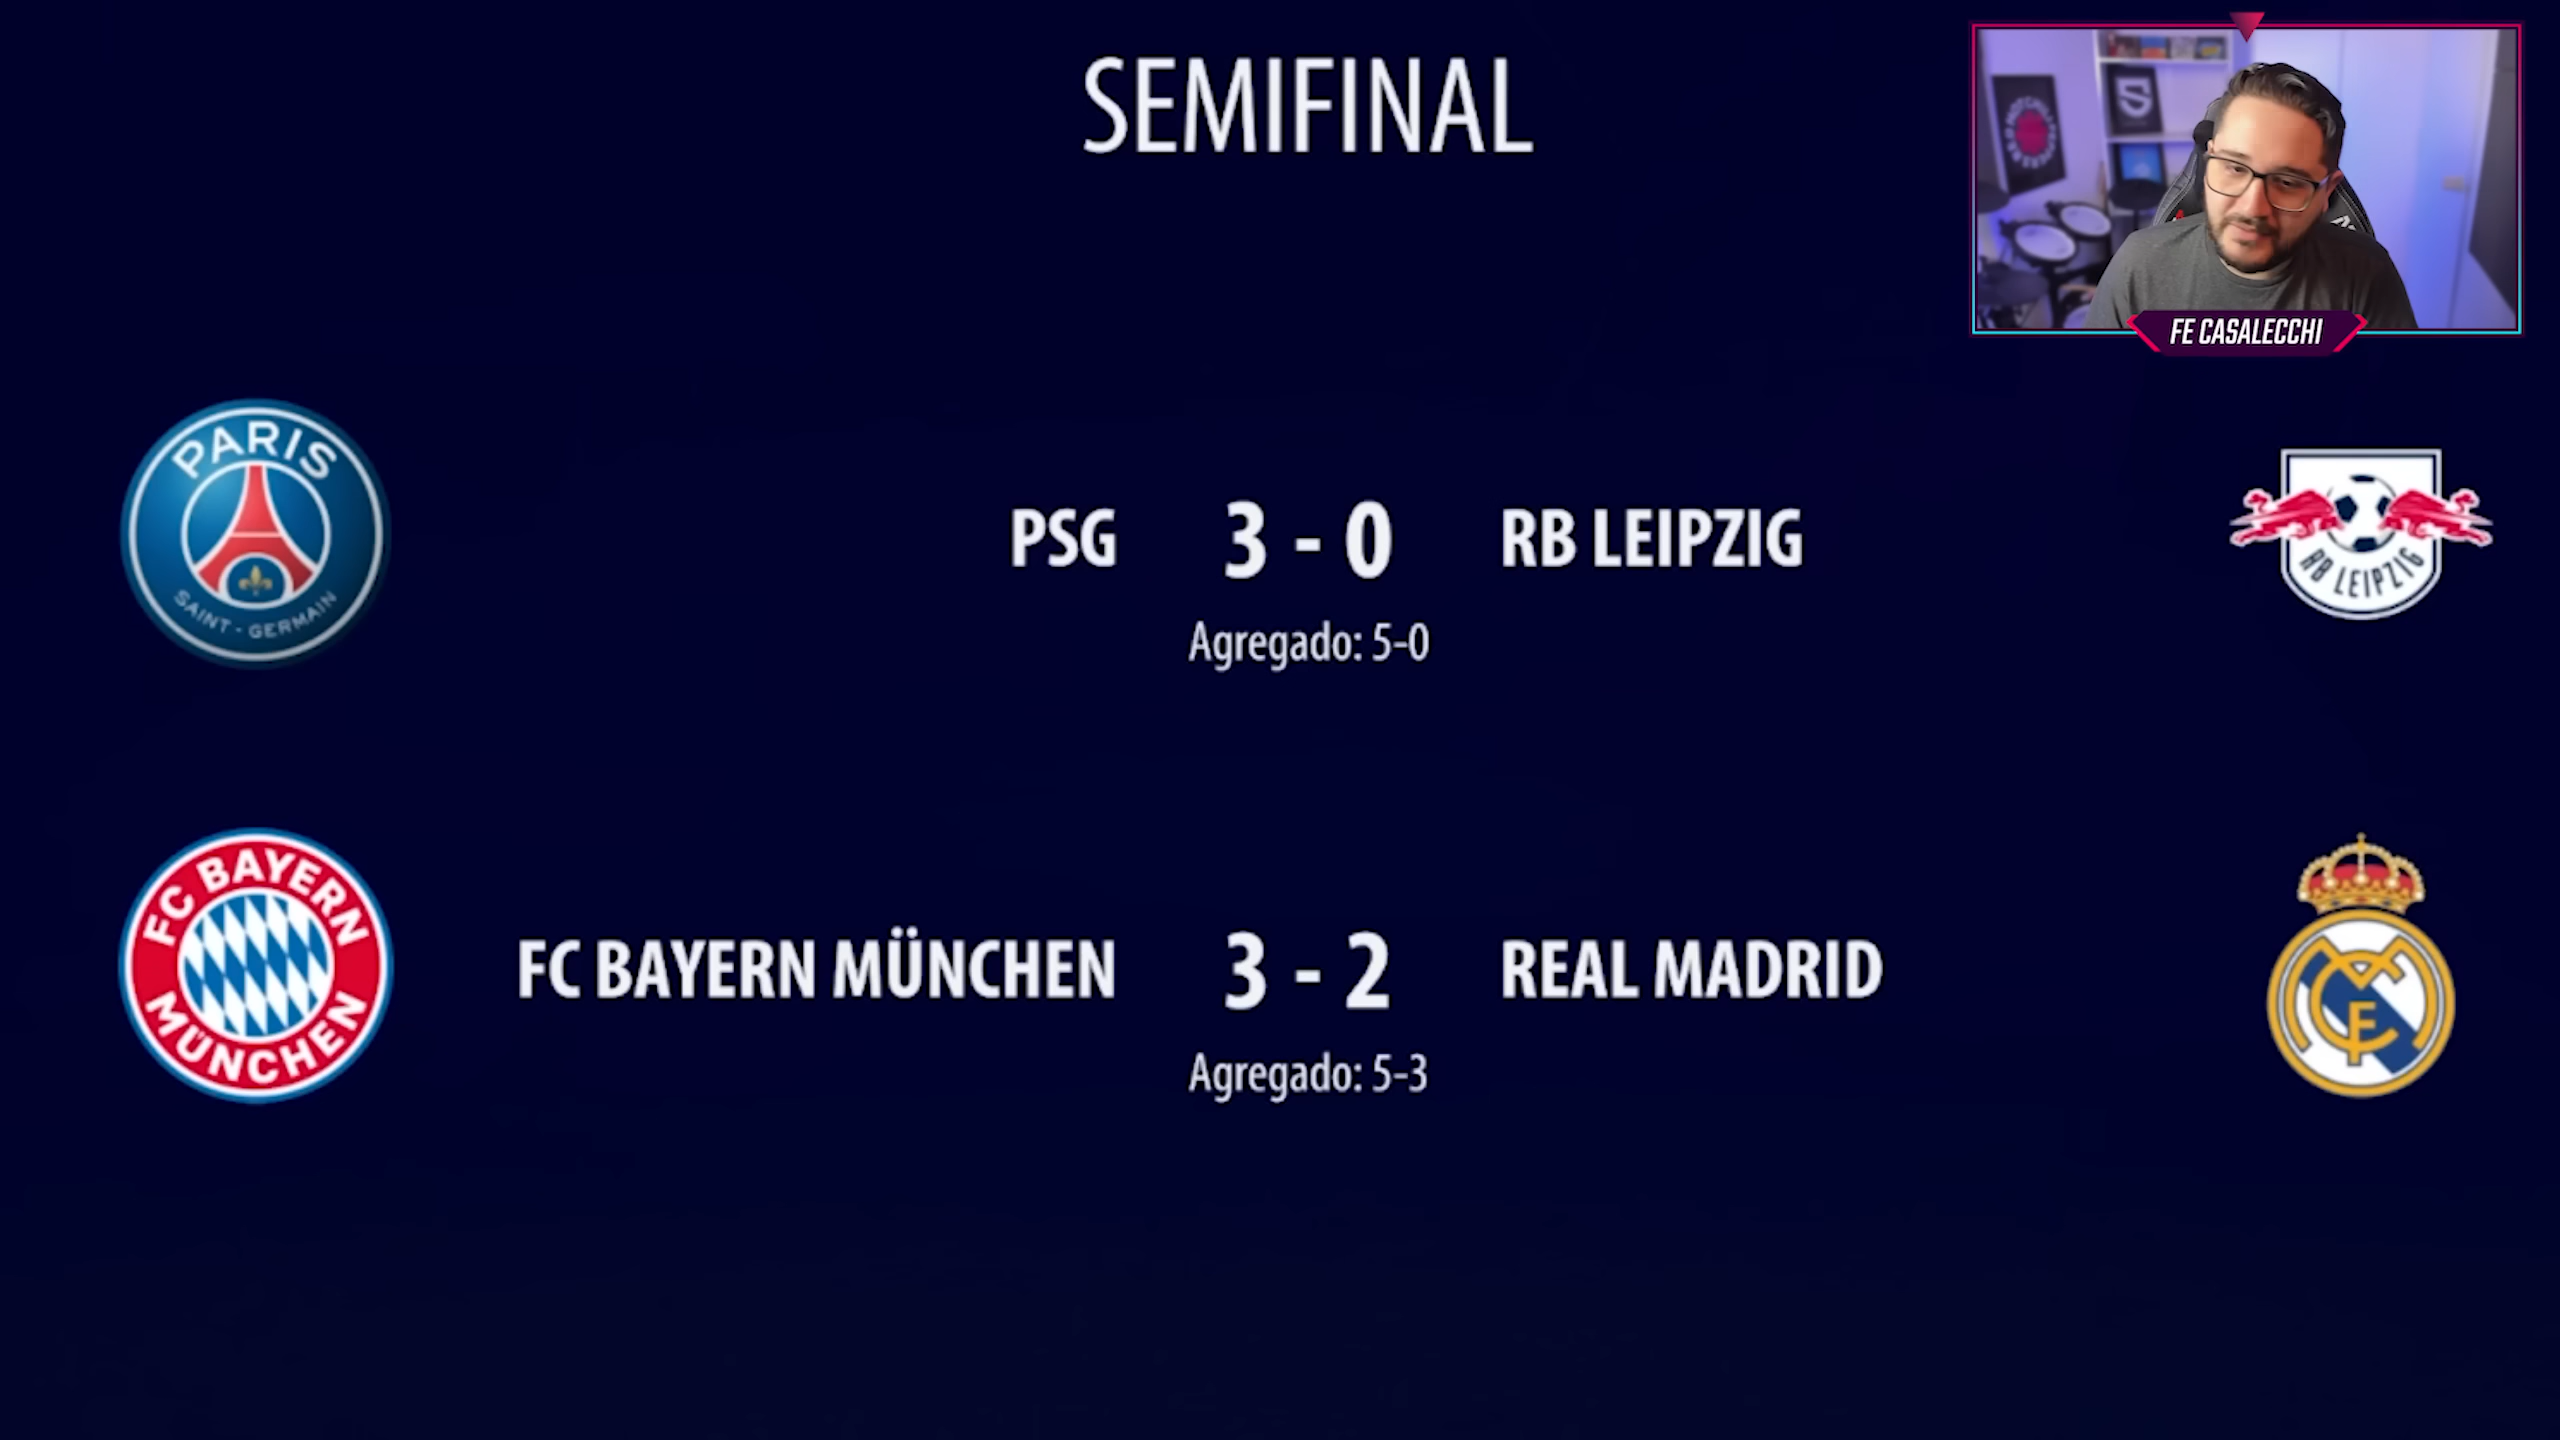 SEMIFINAL
FE CASALECCHI
PARIS
SAINT - GERMAIN
PSG 3 - 0 RB LEIPZIG
Agregado: 5-0
RB LEIPZIG
FC BAYERN
MÜNCHEN
FC BAYERN MÜNCHEN 3 - 2 REAL MADRID
Agregado: 5-3